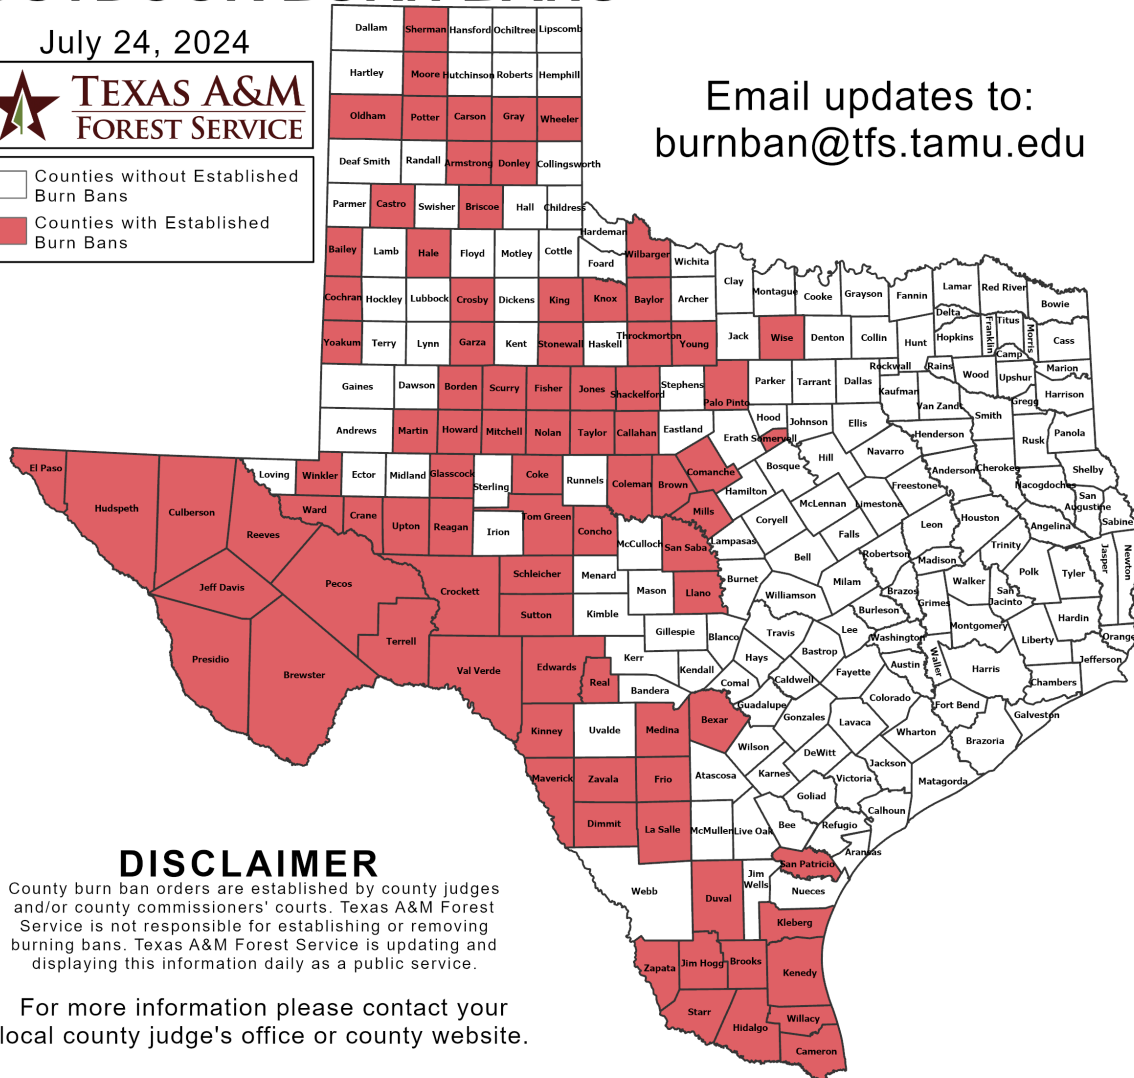 July 24, 2024
TEXAS A&M
FOREST SERVICE
Email updates to:
burnban@tfs.tamu.edu
Counties without Established
Burn Bans
Counties with Established
Burn Bans
Dallam Sherman Hansford Ochiltree Lipscomb
Hartley Moore Hutchinson Roberts Hemphill
Oldham Potter Carson Gray Wheeler
Deaf Smith Randall Armstrong Donley Collingsworth
Parmer Castro Swisher Briscoe Hall Childress
Hardeman
Bailey Lamb Hale Floyd Motley Cottle Foard Wilbarger Wichita
Clay Montague Cooke Grayson Fannin Lamar Red River Bowie
Cochran Hockley Lubbock Crosby Dickens King Knox Baylor Archer
Delta Franklin Titus Morris
Yoakum Terry Lynn Garza Kent Stonewall Haskell Throckmorton Young Jack Wise Denton Collin Hunt Hopkins Cass
Camp
Rockwall Rains Wood Upshur Marion
Gaines Dawson Borden Scurry Fisher Jones Shackelford Stephens Palo Pinto Parker Tarrant Dallas Kaufman Van Zandt Gregg Harrison
Andrews Martin Howard Mitchell Nolan Taylor Callahan Eastland Erath Hood Somervell Johnson Ellis Henderson Smith Rusk Panola
El Paso Hudspeth Culberson Reeves Loving Winkler Ector Midland Glasscock Sterling Coke Runnels Coleman Brown Comanche Hamilton Bosque Hill Navarro Anderson Cherokee Shelby
Freestone Nacogdoches San
Augustine Sabine
Ward Crane Upton Reagan Irion Tom Green Concho McCulloch San Saba Mills Lampasas Coryell McLennan Limestone Falls Leon Houston Angelina
Jeff Davis Pecos Crockett Schleicher Menard Mason Llano Burnet Bell Milam Robertson Madison Trinity Polk Tyler Jasper Newton
Sutton Kimble Williamson Brazos Burleson Grimes Walker San
Jacinto Hardin
Presidio Brewster Terrell Val Verde Edwards Real Kerr Gillespie Blanco Travis Lee Washington Montgomery Liberty Orange
Bandera Kendall Hays Comal Caldwell Bastrop Fayette Austin Waller Harris Chambers Jefferson
Kinney Uvalde Medina Bexar Guadalupe Gonzales Lavaca Colorado Wharton Fort Bend Brazoria Galveston
Maverick Zavala Frio Atascosa Wilson Karnes DeWitt Victoria Jackson Matagorda
Dimmit La Salle McMullen Live Oak Bee Goliad Refugio Calhoun
Aransas
Webb Duval Jim
Wells San Patricio Nueces
Kleberg
Zapata Jim Hogg Brooks Kenedy
Starr Hidalgo Willacy
Cameron
DISCLAIMER
County burn ban orders are established by county judges
and/or county commissioners' courts. Texas A&M Forest
Service is not responsible for establishing or removing
burning bans. Texas A&M Forest Service is updating and
displaying this information daily as a public service.
For more information please contact your
local county judge's office or county website.